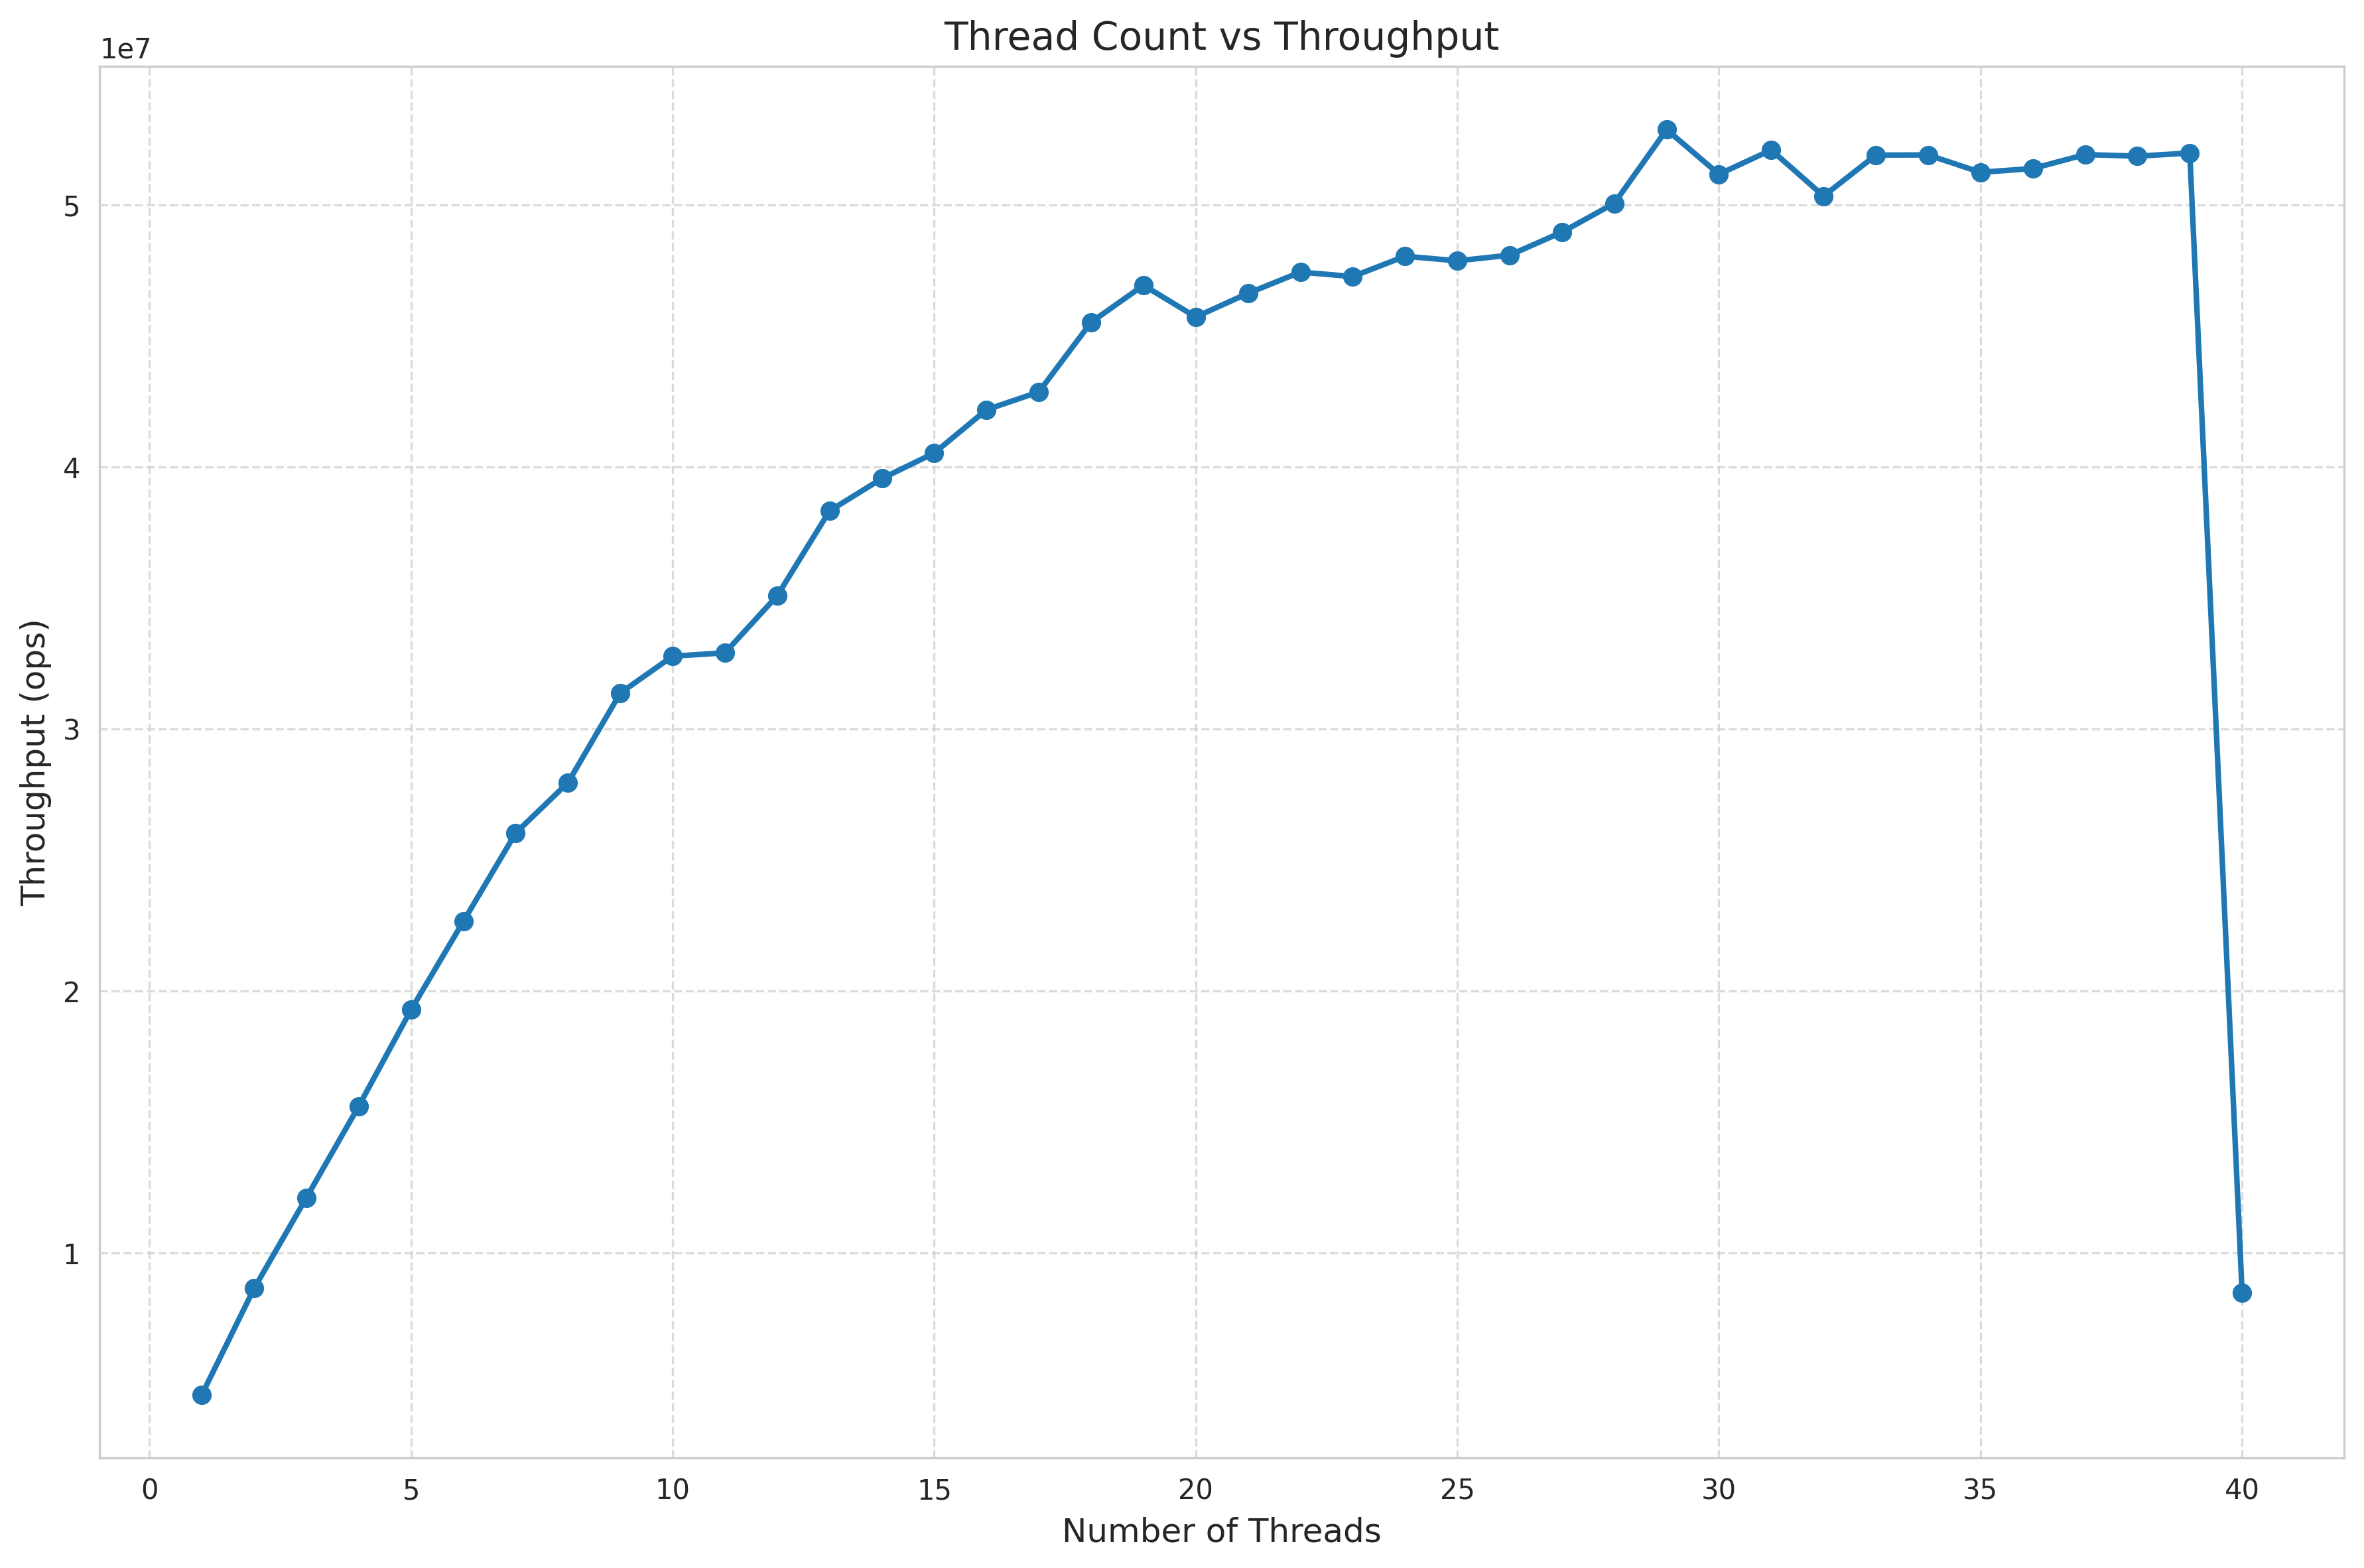 Thread Count vs Throughput
1e7
5
4
3
2
1
Throughput (ops)
0 5 10 15 20 25 30 35 40
Number of Threads